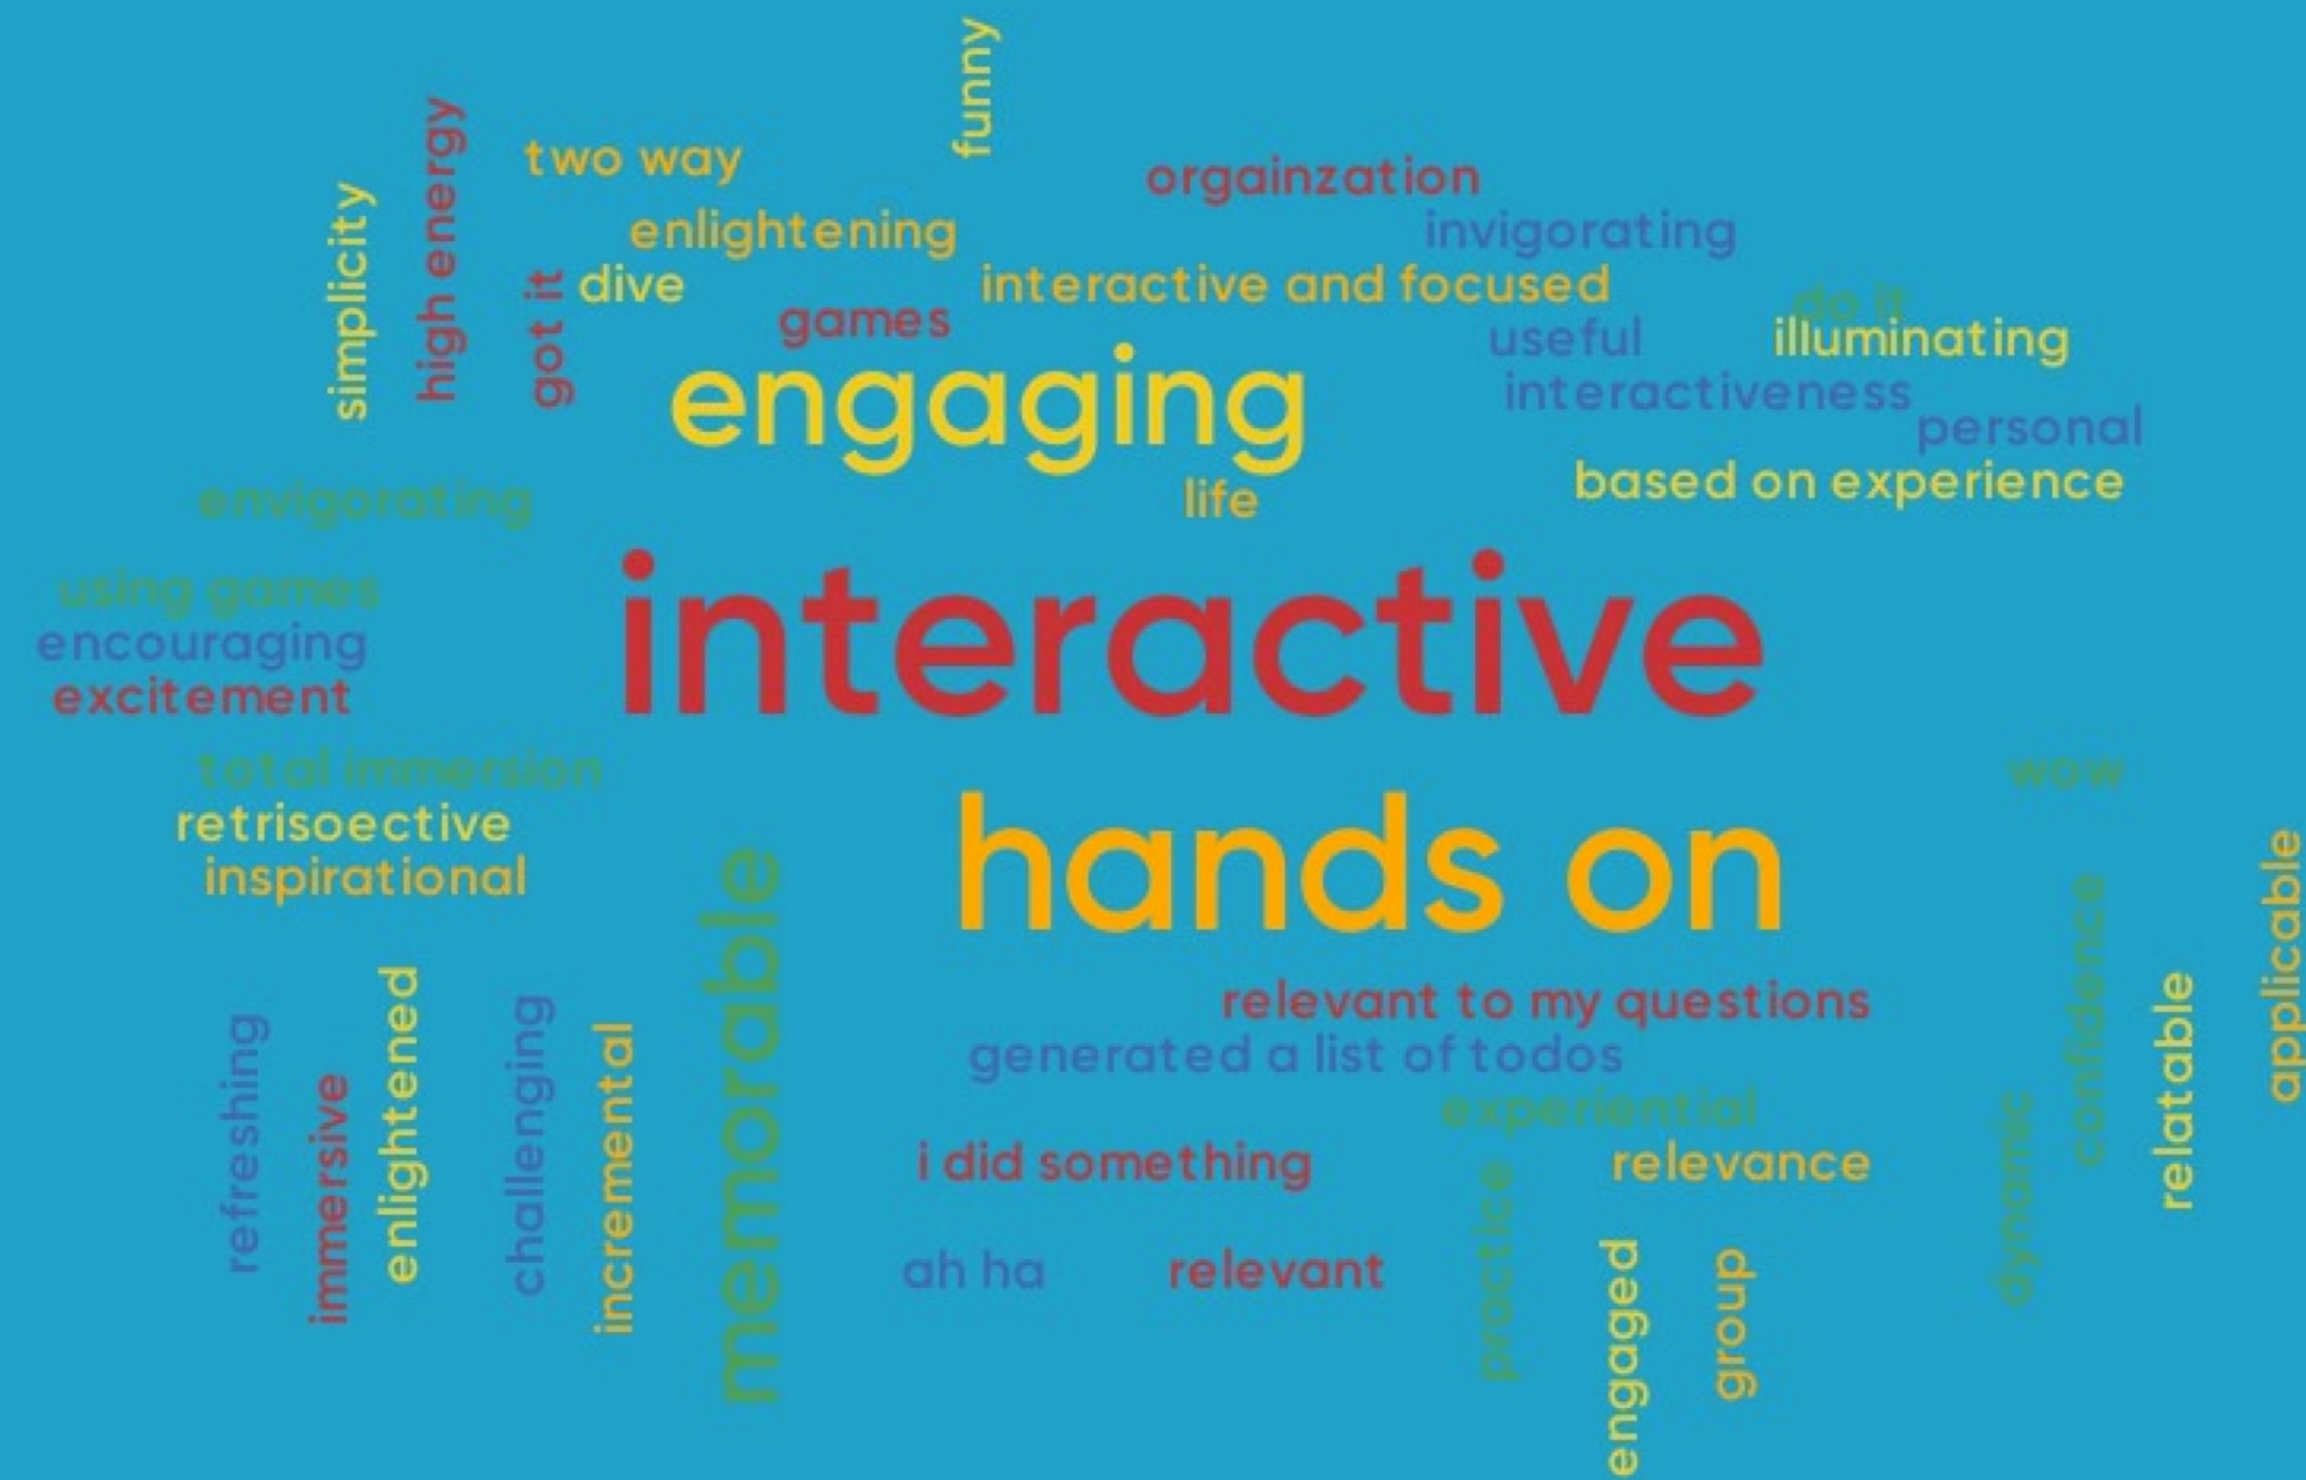 funny
two way
high energy
orgainzation
simplicity
enlightening
invigorating
got it
dive
interactive and focused
do it
games
useful
illuminating
engaging
interactiveness
personal
based on experience
life
envigorating
using games
interactive
encouraging
excitement
total immersion
wow
retrisoective
hands on
inspirational
memorable
applicable
confidence
relatable
enlightened
challenging
relevant to my questions
refreshing
incremental
generated a list of todos
immersive
experiential
dynamic
i did something
relevance
practice
ah ha
relevant
engaged
group